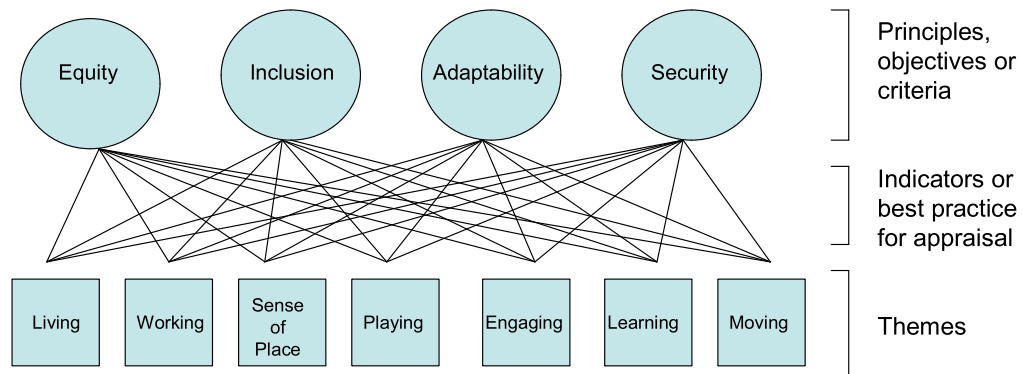 Equity
Inclusion
Adaptability
Security
Principles,
objectives or
criteria
Indicators or
best practice
for appraisal
Living
Working
Sense
of
Place
Playing
Engaging
Learning
Moving
Themes